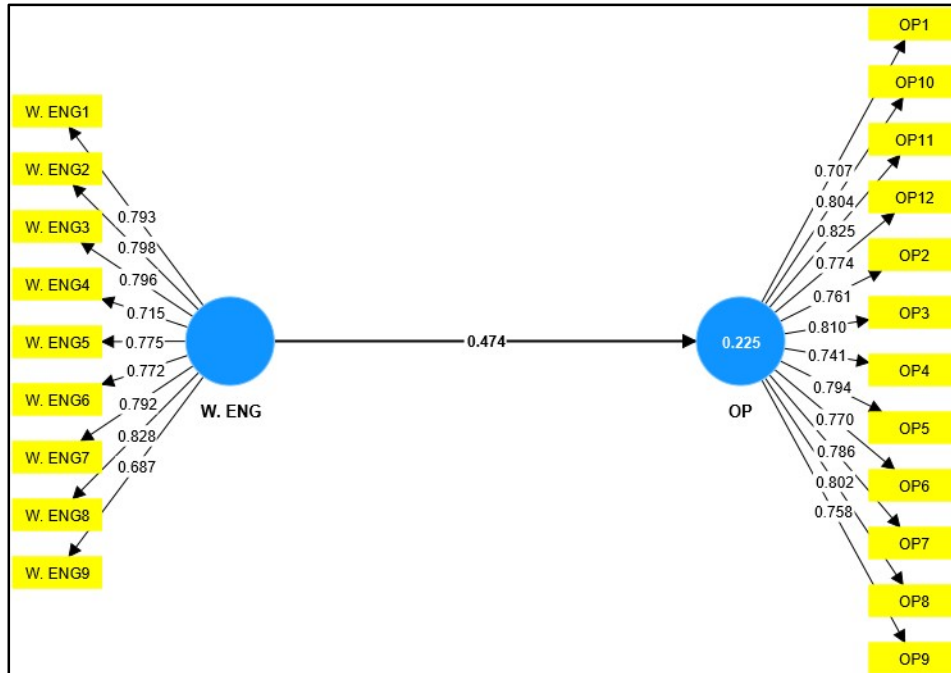 W. ENG1
W. ENG2
W. ENG3
W. ENG4
W. ENG5
W. ENG6
W. ENG7
W. ENG8
W. ENG9
0.793
0.798
0.796
0.715
0.775
0.772
0.792
0.828
0.687
W. ENG
0.474
0.225
OP
0.707
0.804
0.825
0.774
0.761
0.810
0.741
0.794
0.770
0.786
0.802
0.758
OP1
OP10
OP11
OP12
OP2
OP3
OP4
OP5
OP6
OP7
OP8
OP9